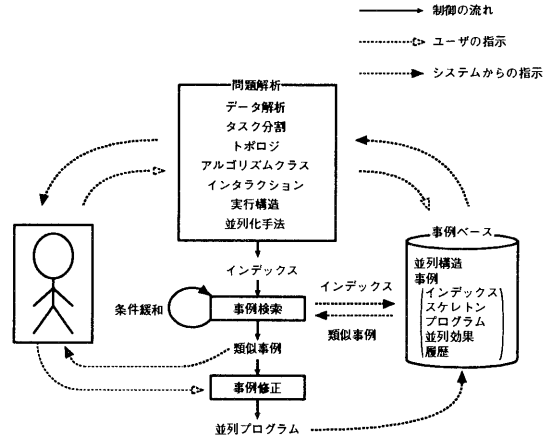 制御の流れ
ユーザの指示
システムからの指示
問題解析
データ解析
タスク分割
トポロジ
アルゴリズムクラス
インタラクション
実行構造
並列化手法
インデックス
条件緩和
事例検索
インデックス
類似事例
類似事例
事例修正
並列プログラム
事例ベース
並列構造
事例
インデックス
スケレトン
プログラム
並列効果
履歴